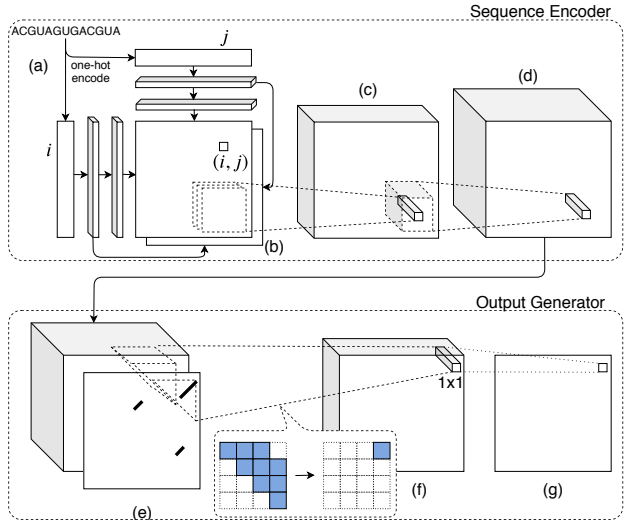 Sequence Encoder
ACGUAGUGACGUA
j
(a)
one-hot
encode
(c)
(d)
i
(i, j)
(b)
Output Generator
1x1
(e)
(f)
(g)